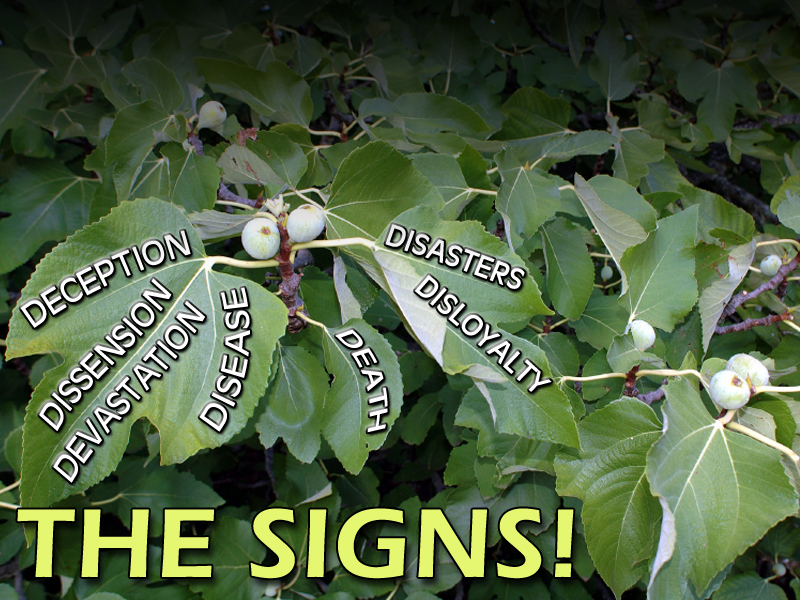 DECEPTION
DISSENSION
DEVASTATION
DISEASE
DEATH
DISASTERS
DISLOYALTY
THE SIGNS!